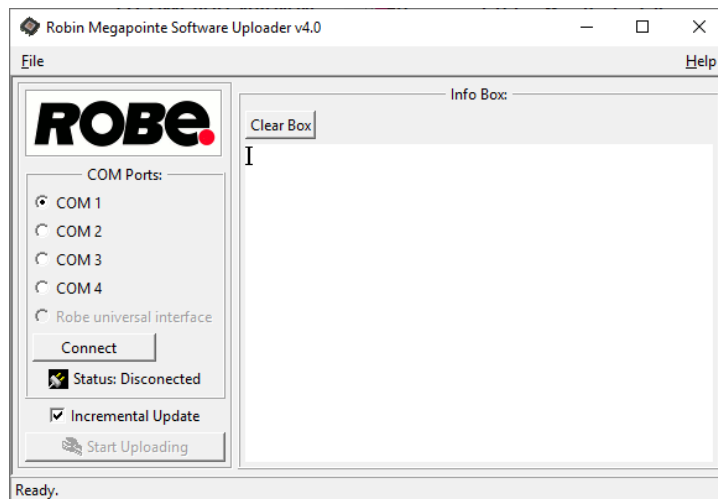 Robin Megapointe Software Uploader v4.0
File
Help
ROBE.
COM Ports:
COM 1
COM 2
COM 3
COM 4
Robe universal interface
Connect
Status: Disconected
Incremental Update
Start Uploading
Info Box:
Clear Box
Ready.